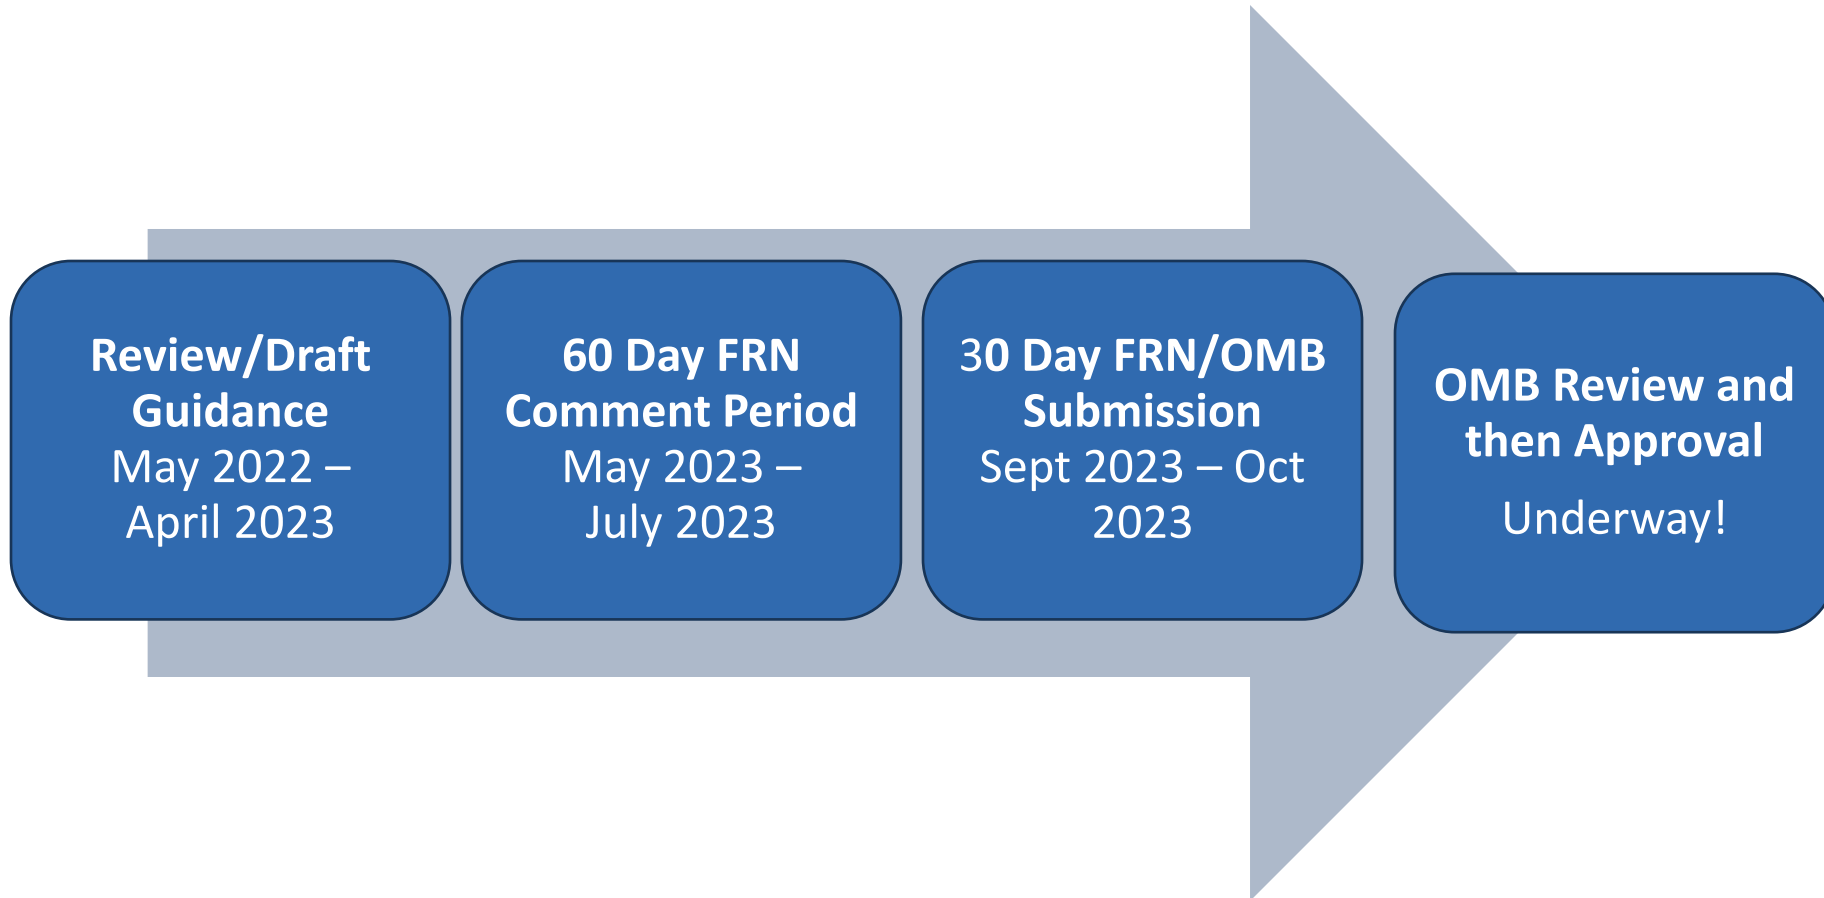 Review/Draft
Guidance
May 2022 –
April 2023
60 Day FRN
Comment Period
May 2023 –
July 2023
30 Day FRN/OMB
Submission
Sept 2023 – Oct
2023
OMB Review and
then Approval
Underway!